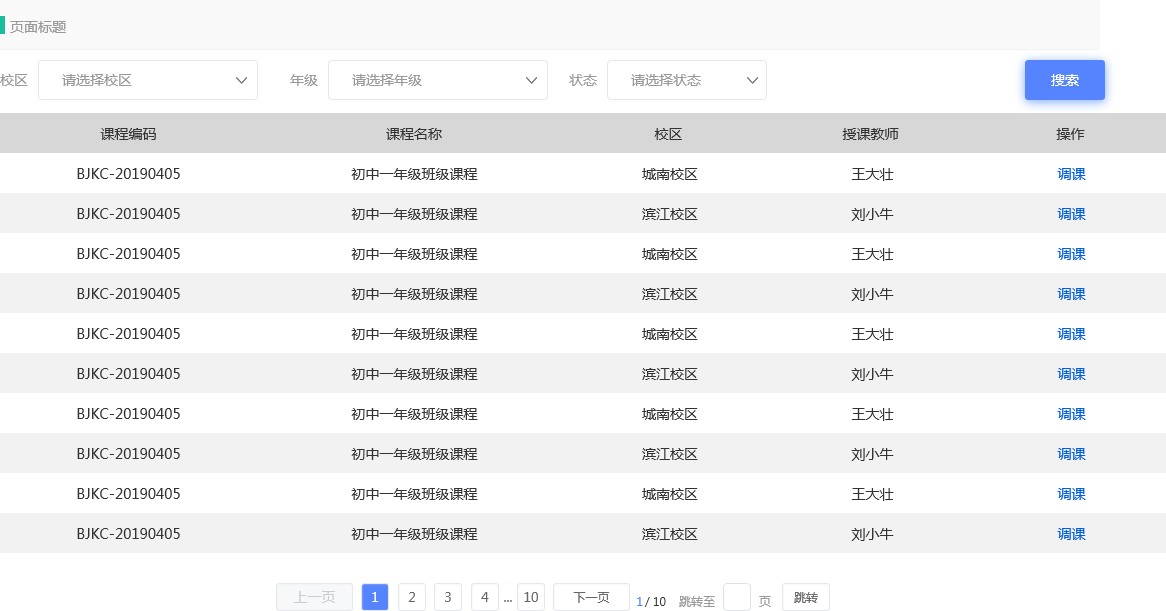 页面标题
校区 请选择校区 年级 请选择年级 状态 请选择状态 搜索
课程编码 课程名称 校区 授课教师 操作
BJKC-20190405 初中一年级班级课程 城南校区 王大壮 调课
BJKC-20190405 初中一年级班级课程 滨江校区 刘小牛 调课
BJKC-20190405 初中一年级班级课程 城南校区 王大壮 调课
BJKC-20190405 初中一年级班级课程 滨江校区 刘小牛 调课
BJKC-20190405 初中一年级班级课程 城南校区 王大壮 调课
BJKC-20190405 初中一年级班级课程 滨江校区 刘小牛 调课
BJKC-20190405 初中一年级班级课程 城南校区 王大壮 调课
BJKC-20190405 初中一年级班级课程 滨江校区 刘小牛 调课
BJKC-20190405 初中一年级班级课程 城南校区 王大壮 调课
BJKC-20190405 初中一年级班级课程 滨江校区 刘小牛 调课
上一页 1 2 3 4 ... 10 下一页 1 / 10 跳转至 页 跳转